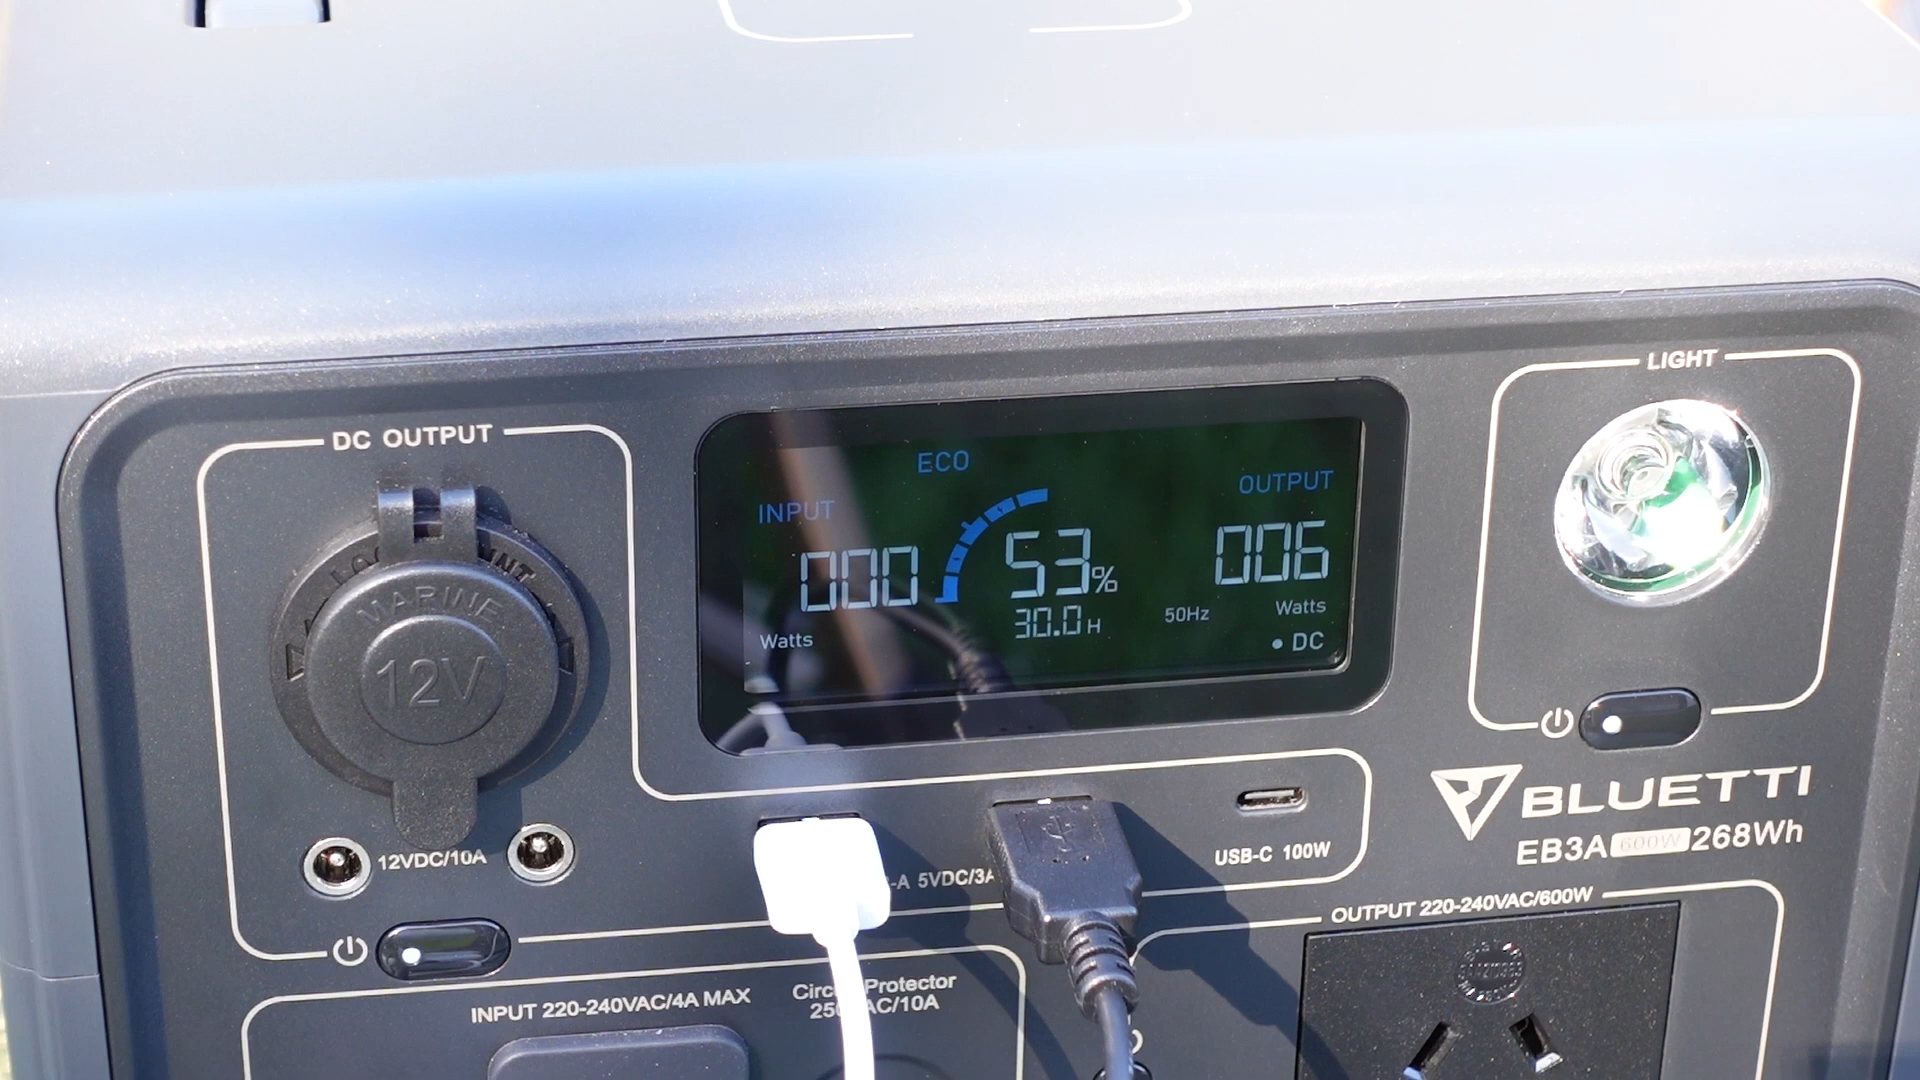 LIGHT
DC OUTPUT
ECO
INPUT
OUTPUT
000
53%
006
30.0H
50Hz
Watts
Watts
DC
MARINE
12V
BLUETTI
EB3A 600W 268Wh
12VDC/10A
USB-C 100W
-A 5VDC/3A
OUTPUT 220-240VAC/600W
INPUT 220-240VAC/4A MAX
Protector
AC/10A